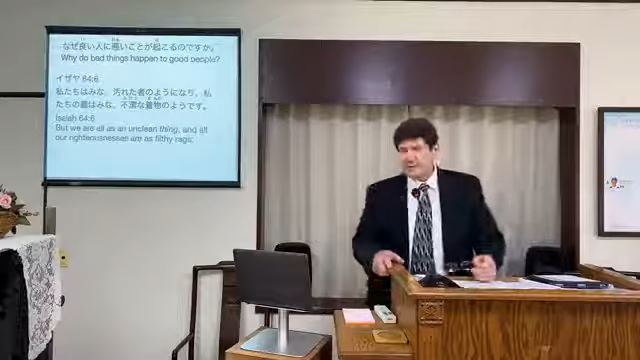 なぜ良い人に悪いことが起こるのですか。
Why do bad things happen to good people?
イザヤ 64:6
私たちはみな、汚れた者のようになり、私
たちの義はみな、不潔な着物のようです。
Isaiah 64:6
But we are all as an unclean thing, and all
our righteousnesses are as filthy rags;